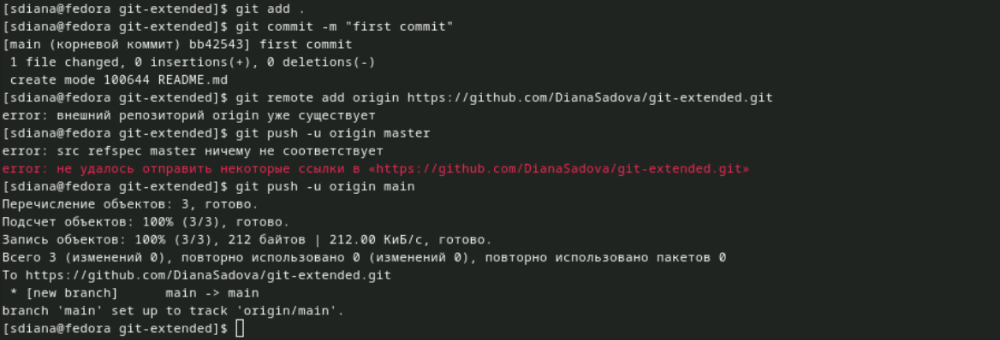 [sdiana@fedora git-extended]$ git add .
[sdiana@fedora git-extended]$ git commit -m "first commit"
[main (корневой коммит) bb42543] first commit
 1 file changed, 0 insertions(+), 0 deletions(-)
 create mode 100644 README.md
[sdiana@fedora git-extended]$ git remote add origin https://github.com/DianaSadova/git-extended.git
error: внешний репозиторий origin уже существует
[sdiana@fedora git-extended]$ git push -u origin master
error: src refspec master ничему не соответствует
error: не удалось отправить некоторые ссылки в «https://github.com/DianaSadova/git-extended.git»
[sdiana@fedora git-extended]$ git push -u origin main
Перечисление объектов: 3, готово.
Подсчет объектов: 100% (3/3), готово.
Запись объектов: 100% (3/3), 212 байтов | 212.00 КиБ/с, готово.
Всего 3 (изменений 0), повторно использовано 0 (изменений 0), повторно использовано пакетов 0
To https://github.com/DianaSadova/git-extended.git
 * [new branch]      main -> main
branch 'main' set up to track 'origin/main'.
[sdiana@fedora git-extended]$